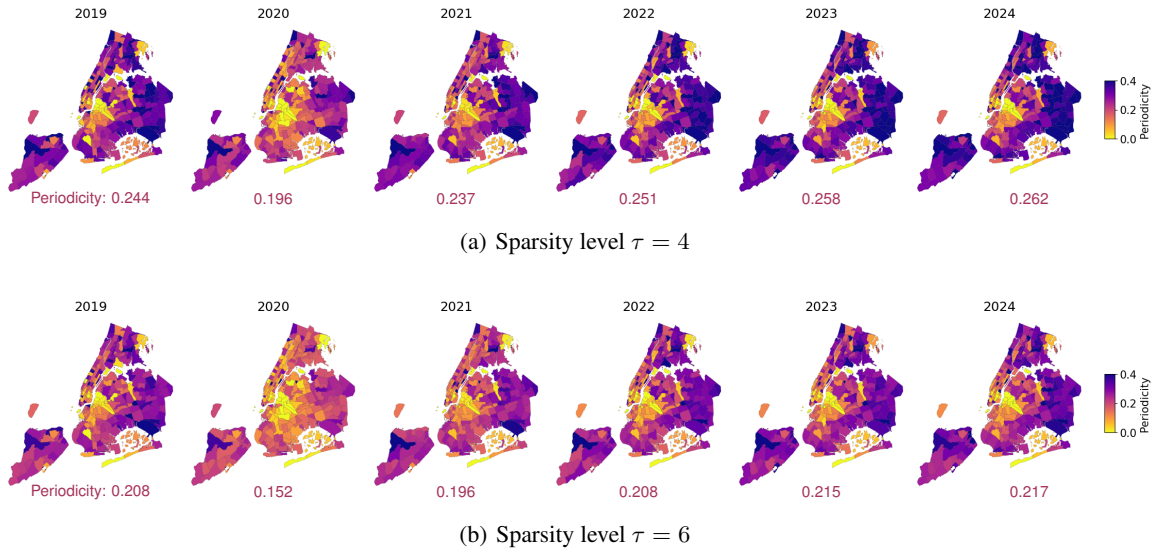 2019 2020 2021 2022 2023 2024
0.4
0.2
0.0
Periodicity
Periodicity: 0.244 0.196 0.237 0.251 0.258 0.262
(a) Sparsity level τ = 4
2019 2020 2021 2022 2023 2024
0.4
0.2
0.0
Periodicity
Periodicity: 0.208 0.152 0.196 0.208 0.215 0.217
(b) Sparsity level τ = 6